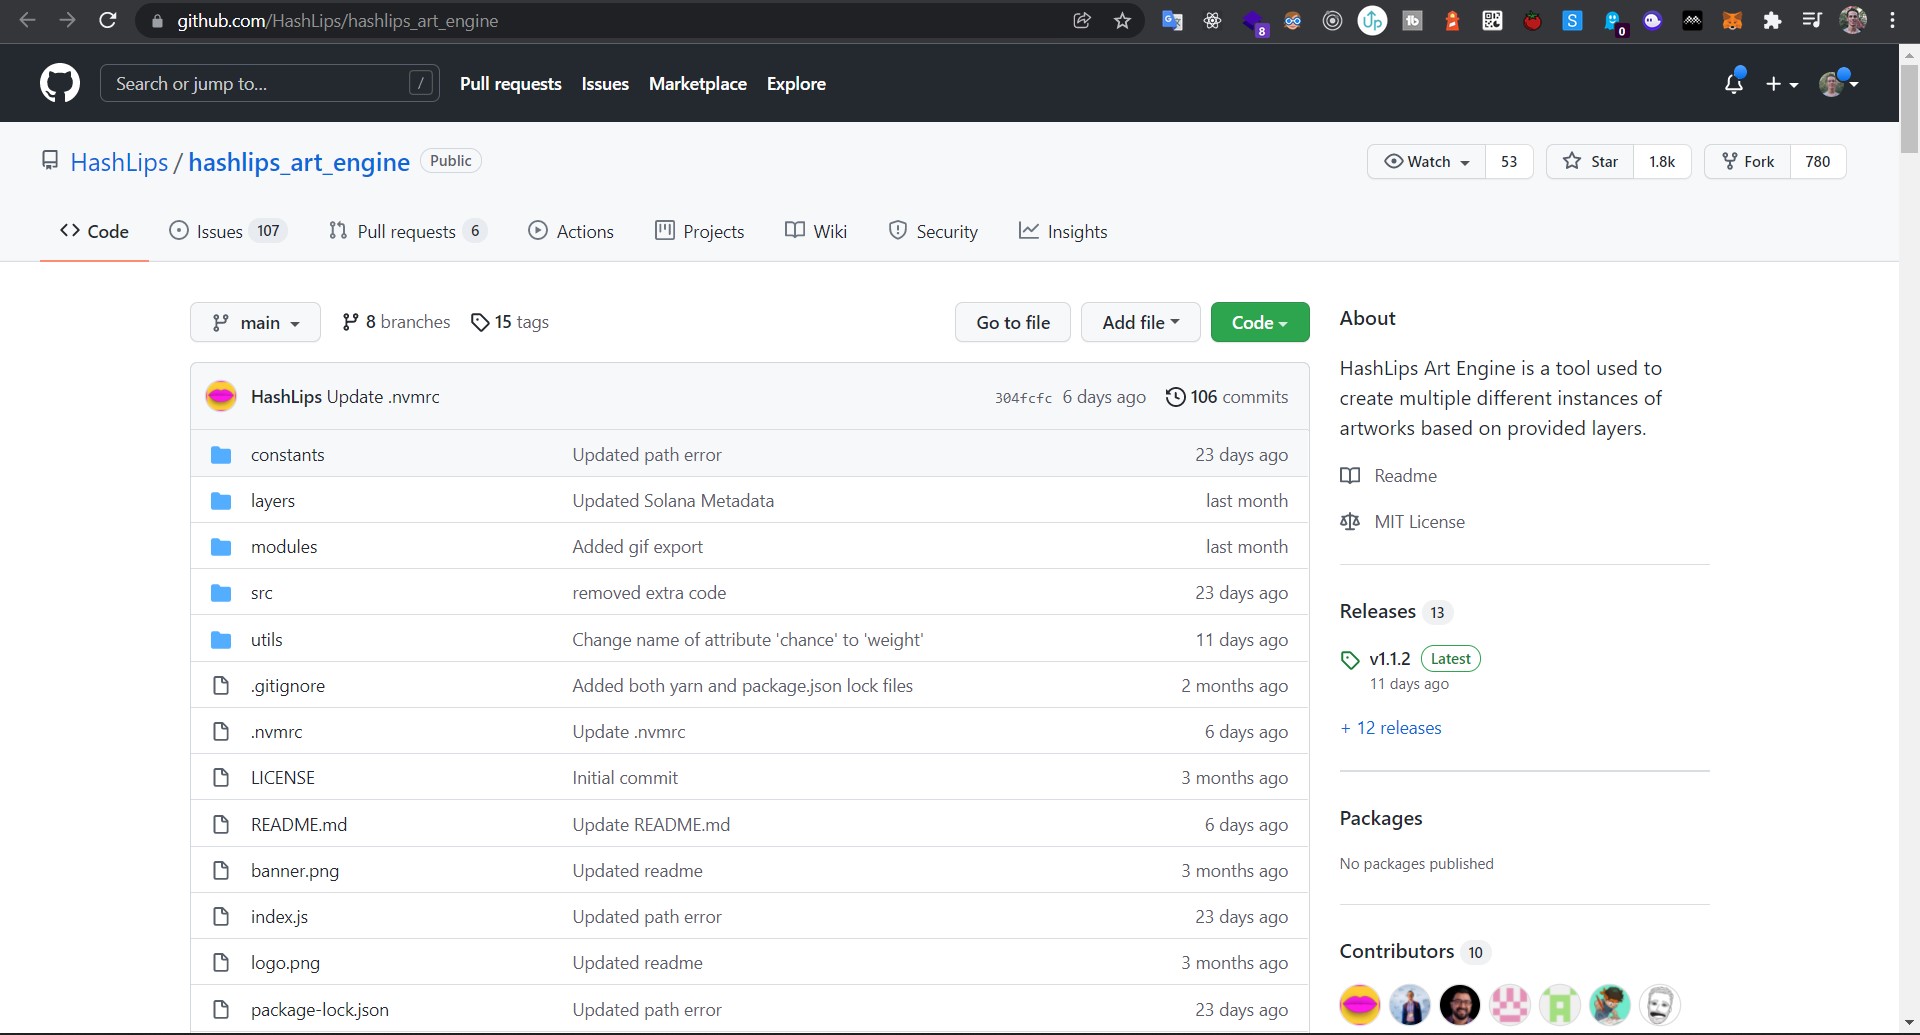 github.com/HashLips/hashlips_art_engine
8
1b
S
0
Search or jump to... /
Pull requests Issues Marketplace Explore
HashLips / hashlips_art_engine Public
Watch 53 Star 1.8k Fork 780
<> Code Issues 107 Pull requests 6 Actions Projects Wiki Security Insights
main 8 branches 15 tags Go to file Add file Code
HashLips Update .nvmrc 304fcfc 6 days ago 106 commits
constants Updated path error 23 days ago
layers Updated Solana Metadata last month
modules Added gif export last month
src removed extra code 23 days ago
utils Change name of attribute 'chance' to 'weight' 11 days ago
.gitignore Added both yarn and package.json lock files 2 months ago
.nvmrc Update .nvmrc 6 days ago
LICENSE Initial commit 3 months ago
README.md Update README.md 6 days ago
banner.png Updated readme 3 months ago
index.js Updated path error 23 days ago
logo.png Updated readme 3 months ago
package-lock.json Updated path error 23 days ago
About
HashLips Art Engine is a tool used to
create multiple different instances of
artworks based on provided layers.
Readme
MIT License
Releases 13
v1.1.2 Latest
11 days ago
+ 12 releases
Packages
No packages published
Contributors 10